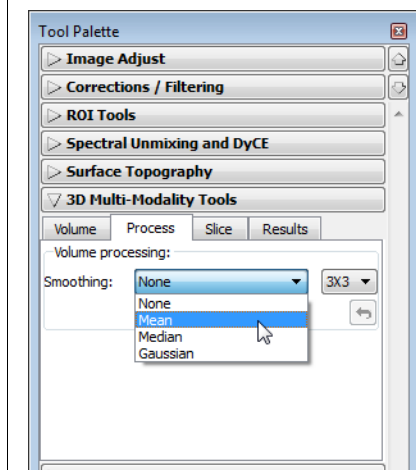 Tool Palette
Image Adjust
Corrections / Filtering
ROI Tools
Spectral Unmixing and DyCE
Surface Topography
3D Multi-Modality Tools
Volume Process Slice Results
Volume processing:
Smoothing: None 3X3
None
Mean
Median
Gaussian